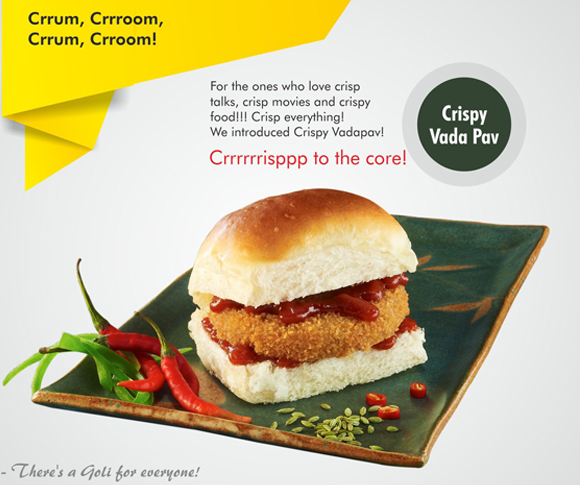 Crrum, Crrroom,
Crrum, Crroom!
For the ones who love crisp
talks, crisp movies and crispy
food!!! Crisp everything!
We introduced Crispy Vadapav!
Crrrrrrisppp to the core!
Crispy
Vada Pav
- There's a Goli for everyone!